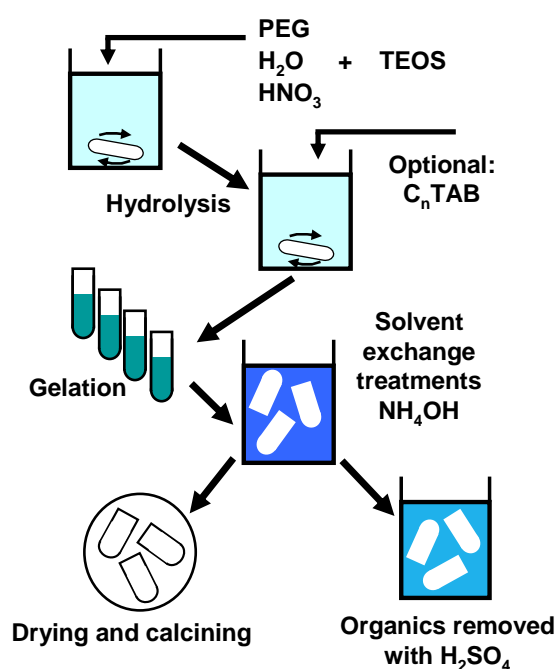 PEG
H₂O + TEOS
HNO₃
Optional:
CₙTAB
Hydrolysis
Solvent
exchange
treatments
NH₄OH
Gelation
Drying and calcining
Organics removed
with H₂SO₄